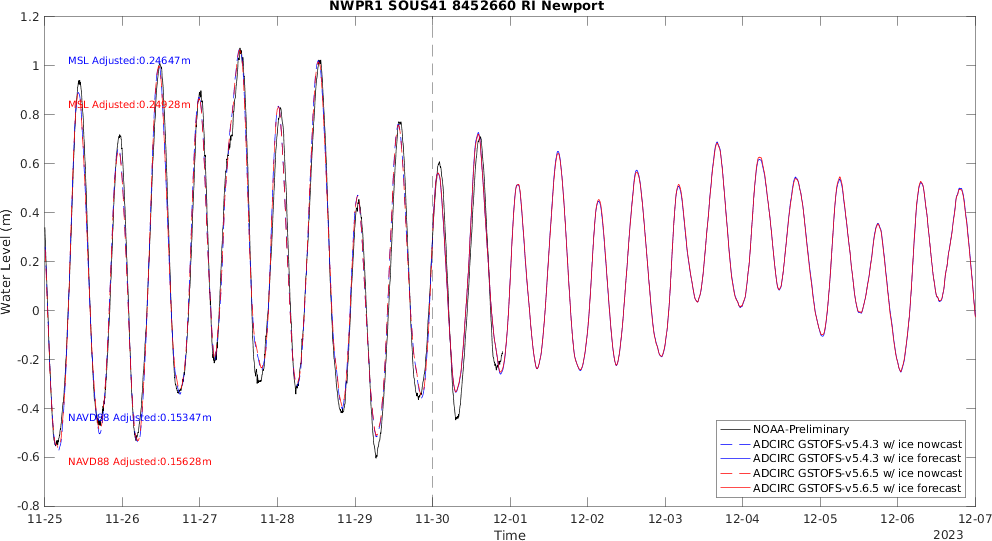 NWPR1 SOUS41 8452660 RI Newport
1.2
1
0.8
0.6
0.4
0.2
0
-0.2
-0.4
-0.6
-0.8
Water Level (m)
MSL Adjusted:0.24647m
MSL Adjusted:0.24928m
NAVD88 Adjusted:0.15347m
NAVD88 Adjusted:0.15628m
NOAA-Preliminary
ADCIRC GSTOFS-v5.4.3 w/ ice nowcast
ADCIRC GSTOFS-v5.4.3 w/ ice forecast
ADCIRC GSTOFS-v5.6.5 w/ ice nowcast
ADCIRC GSTOFS-v5.6.5 w/ ice forecast
11-25 11-26 11-27 11-28 11-29 11-30 12-01 12-02 12-03 12-04 12-05 12-06 12-07
Time
2023